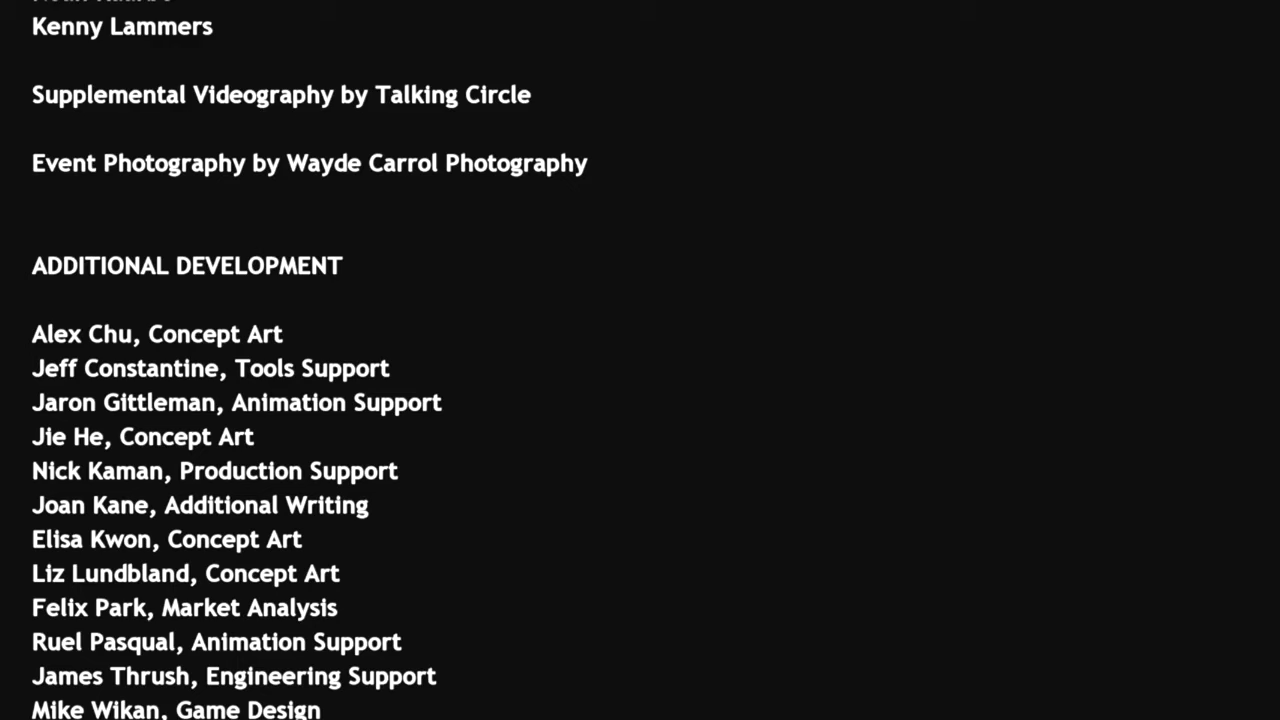 Kenny Lammers
Supplemental Videography by Talking Circle
Event Photography by Wayde Carrol Photography
ADDITIONAL DEVELOPMENT
Alex Chu, Concept Art
Jeff Constantine, Tools Support
Jaron Gittleman, Animation Support
Jie He, Concept Art
Nick Kaman, Production Support
Joan Kane, Additional Writing
Elisa Kwon, Concept Art
Liz Lundbland, Concept Art
Felix Park, Market Analysis
Ruel Pasqual, Animation Support
James Thrush, Engineering Support
Mike Wikan, Game Design